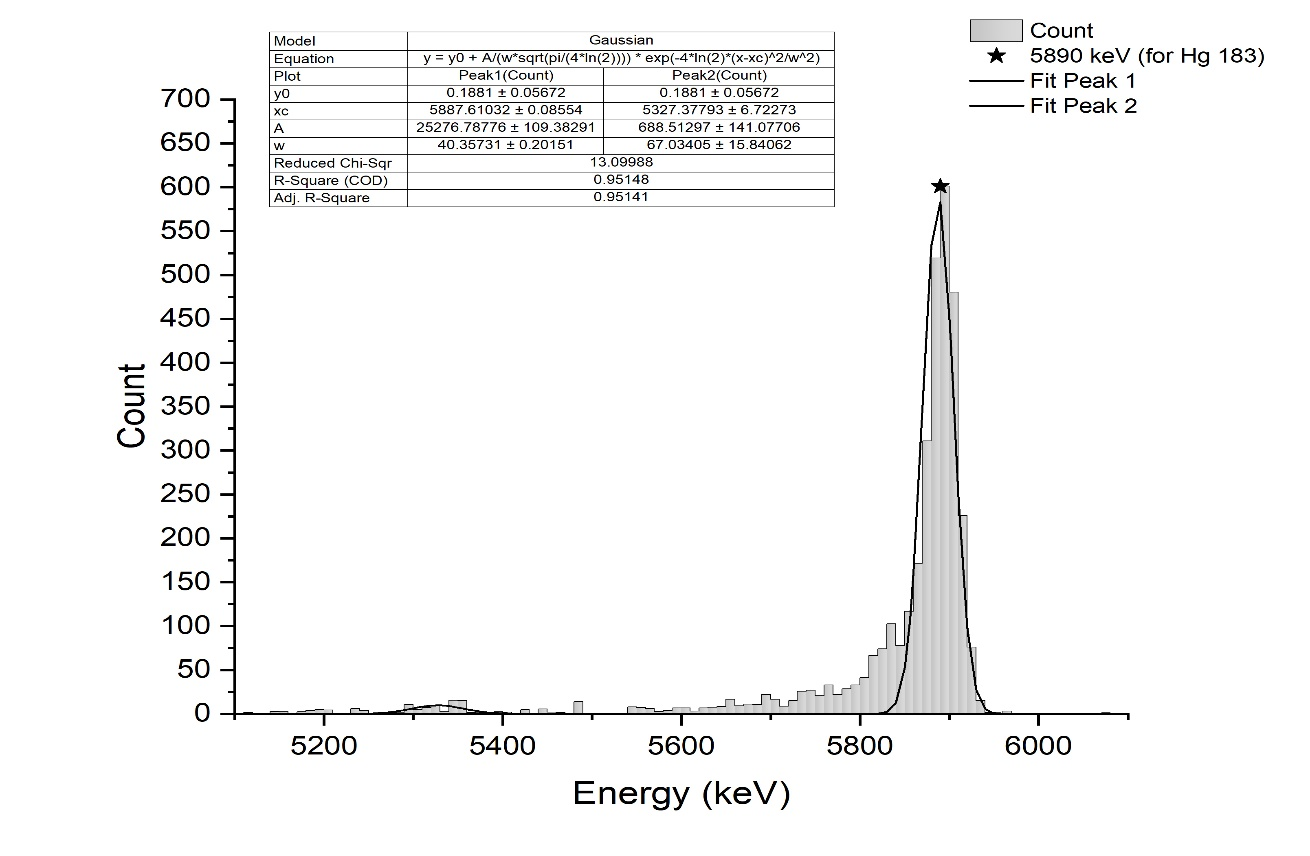 Model Gaussian
Equation y = y0 + A/(w*sqrt(pi/(4*ln(2)))) * exp(-4*ln(2)*(x-xc)^2/w^2)
Plot Peak1(Count) Peak2(Count)
y0 0.1881 ± 0.05672 0.1881 ± 0.05672
xc 5887.61032 ± 0.08554 5327.37793 ± 6.72273
A 25276.78776 ± 109.38291 688.51297 ± 141.07706
w 40.35731 ± 0.20151 67.03405 ± 15.84062
Reduced Chi-Sqr 13.09988
R-Square (COD) 0.95148
Adj. R-Square 0.95141
Count
5890 keV (for Hg 183)
Fit Peak 1
Fit Peak 2
700
650
600
550
500
450
400
350
300
250
200
150
100
50
0
Count
5200 5400 5600 5800 6000
Energy (keV)